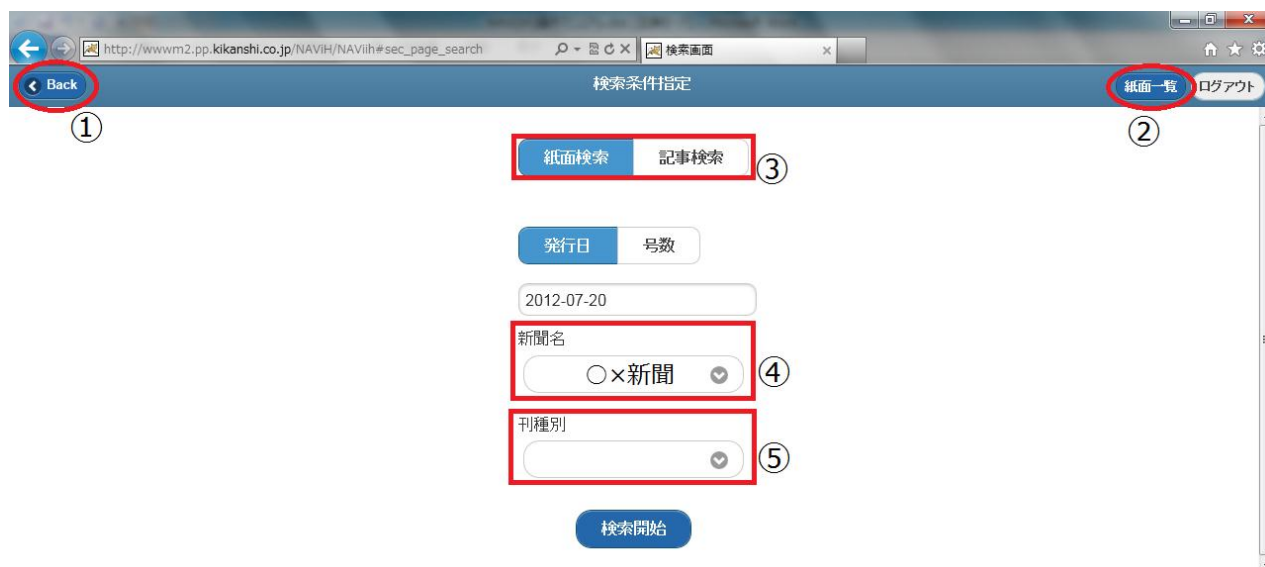 http://wwwm2.pp.kikanshi.co.jp/NAViH/NAViih#sec_page_search
検索画面
Back
検索条件指定
紙面一覧
ログアウト
①
②
紙面検索
記事検索
③
発行日
号数
2012-07-20
新聞名
○×新聞
④
刊種別
⑤
検索開始